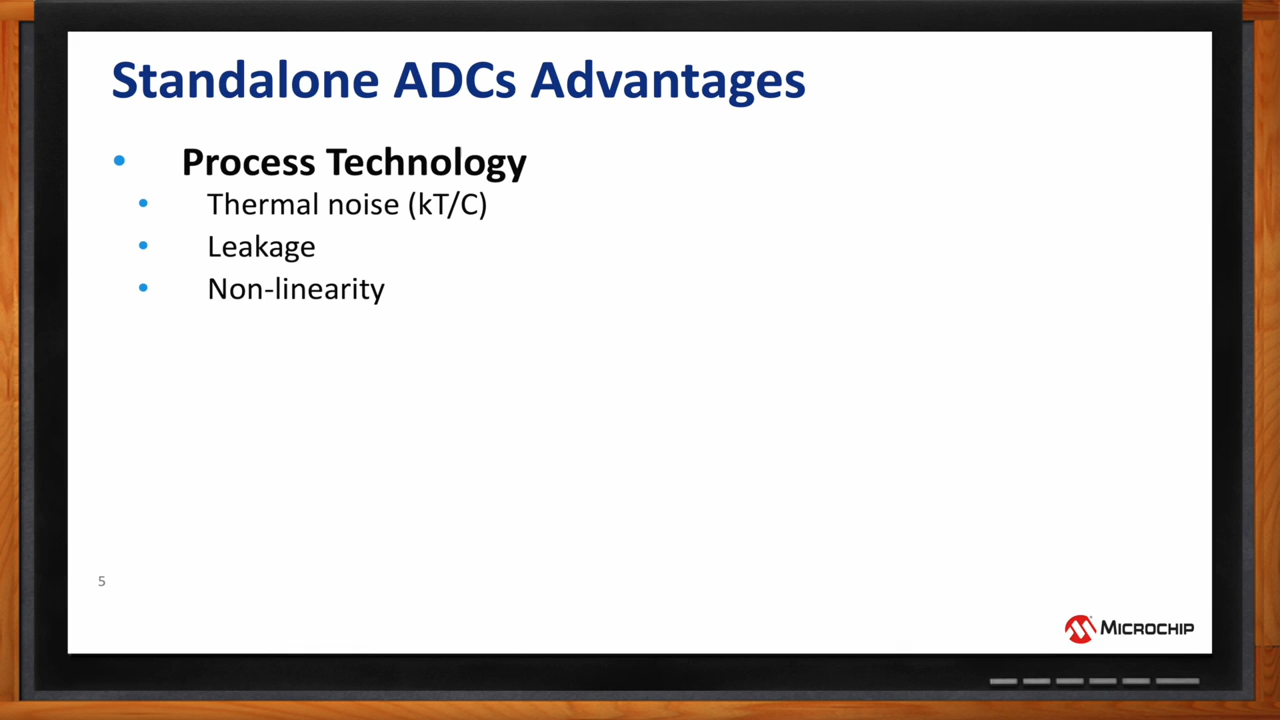 Standalone ADCs Advantages
• Process Technology
• Thermal noise (kT/C)
• Leakage
• Non-linearity
5
MICROCHIP